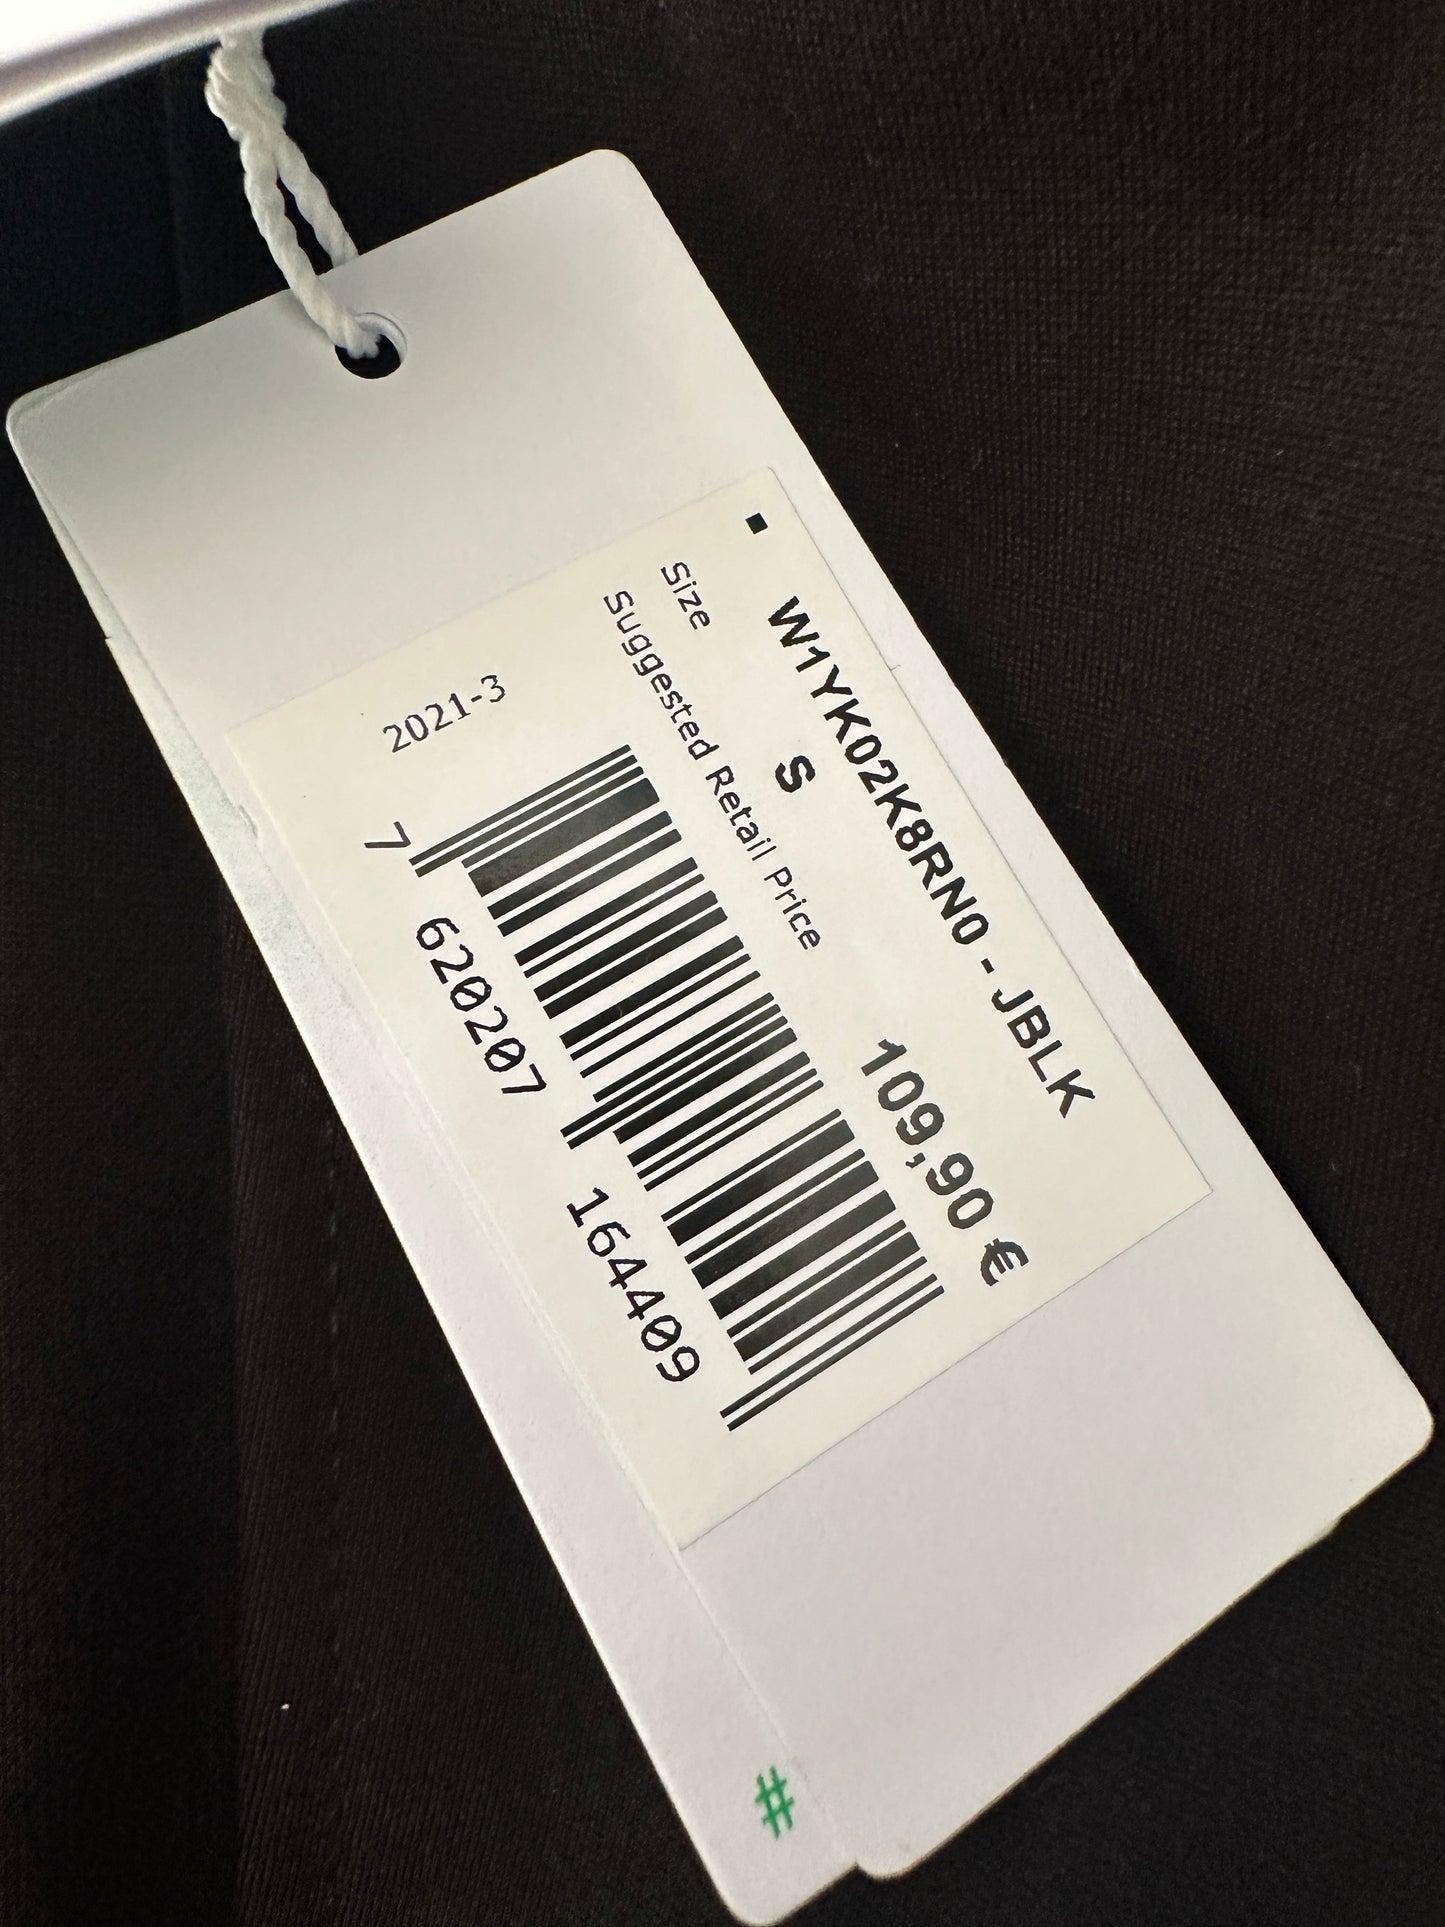 W1YK02K8RN0 - JBLK
Size S
Suggested Retail Price 109,90 €
2021-3
7 620207 164409
#